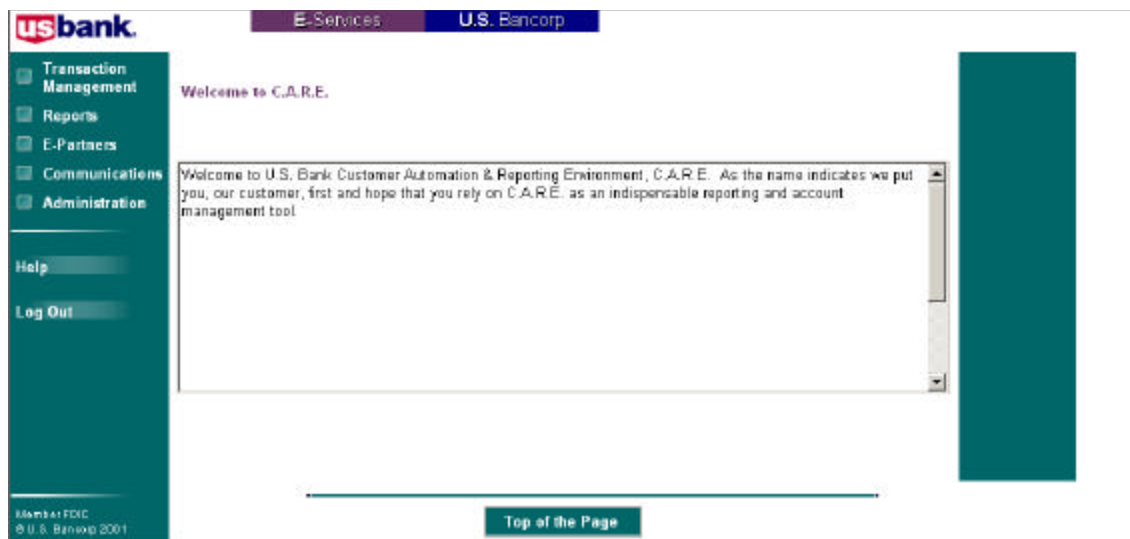 usbank.
E-Services U.S. Bancorp
Transaction
Management
Reports
E-Partners
Communications
Administration
Help
Log Out
Member FDIC
© U.S. Bancorp 2001
Welcome to C.A.R.E.
Welcome to U.S. Bank Customer Automation & Reporting Environment, C.A.R.E. As the name indicates we put
you, our customer, first and hope that you rely on C.A.R.E. as an indispensable reporting and account
management tool
Top of the Page